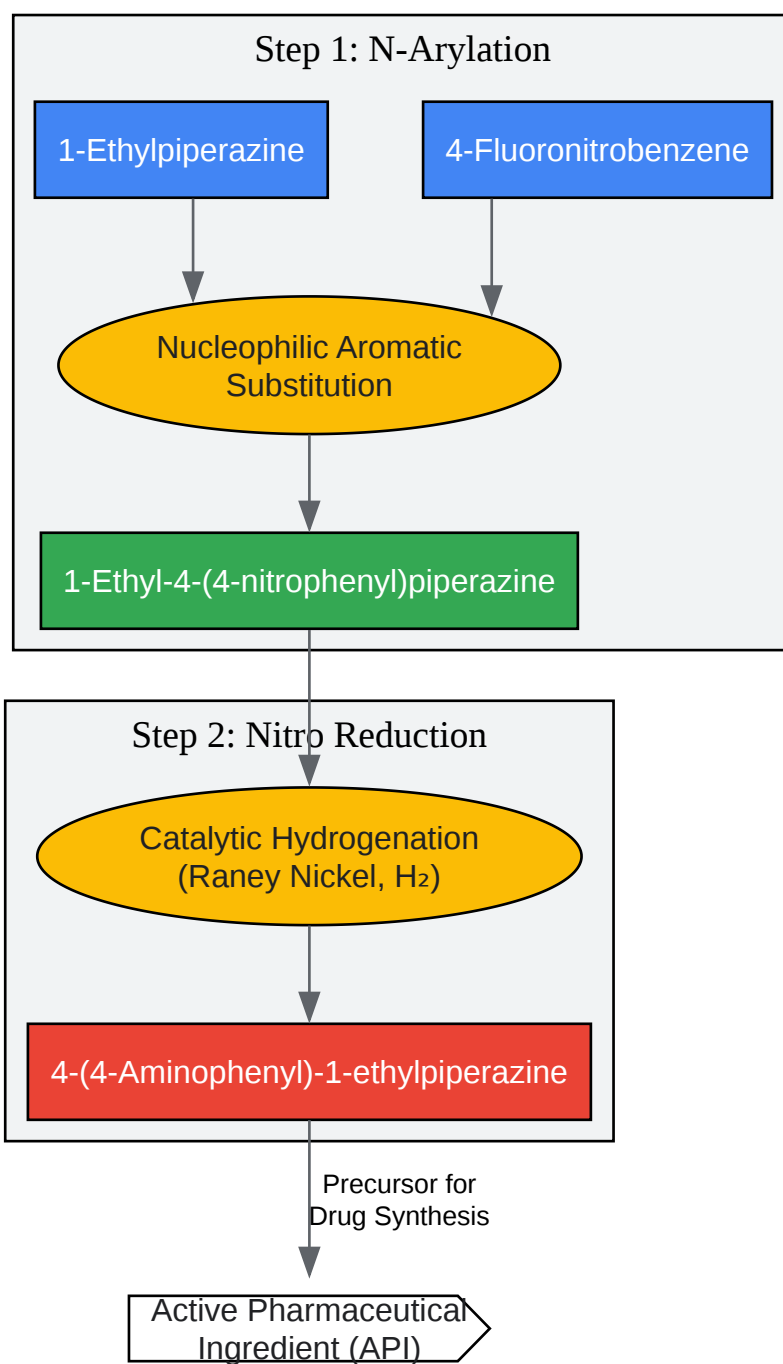 Step 1: N-Arylation
1-Ethylpiperazine
4-Fluoronitrobenzene
Nucleophilic Aromatic
Substitution
1-Ethyl-4-(4-nitrophenyl)piperazine
Step 2: Nitro Reduction
Catalytic Hydrogenation
(Raney Nickel, H₂)
4-(4-Aminophenyl)-1-ethylpiperazine
Precursor for
Drug Synthesis
Active Pharmaceutical
Ingredient (API)